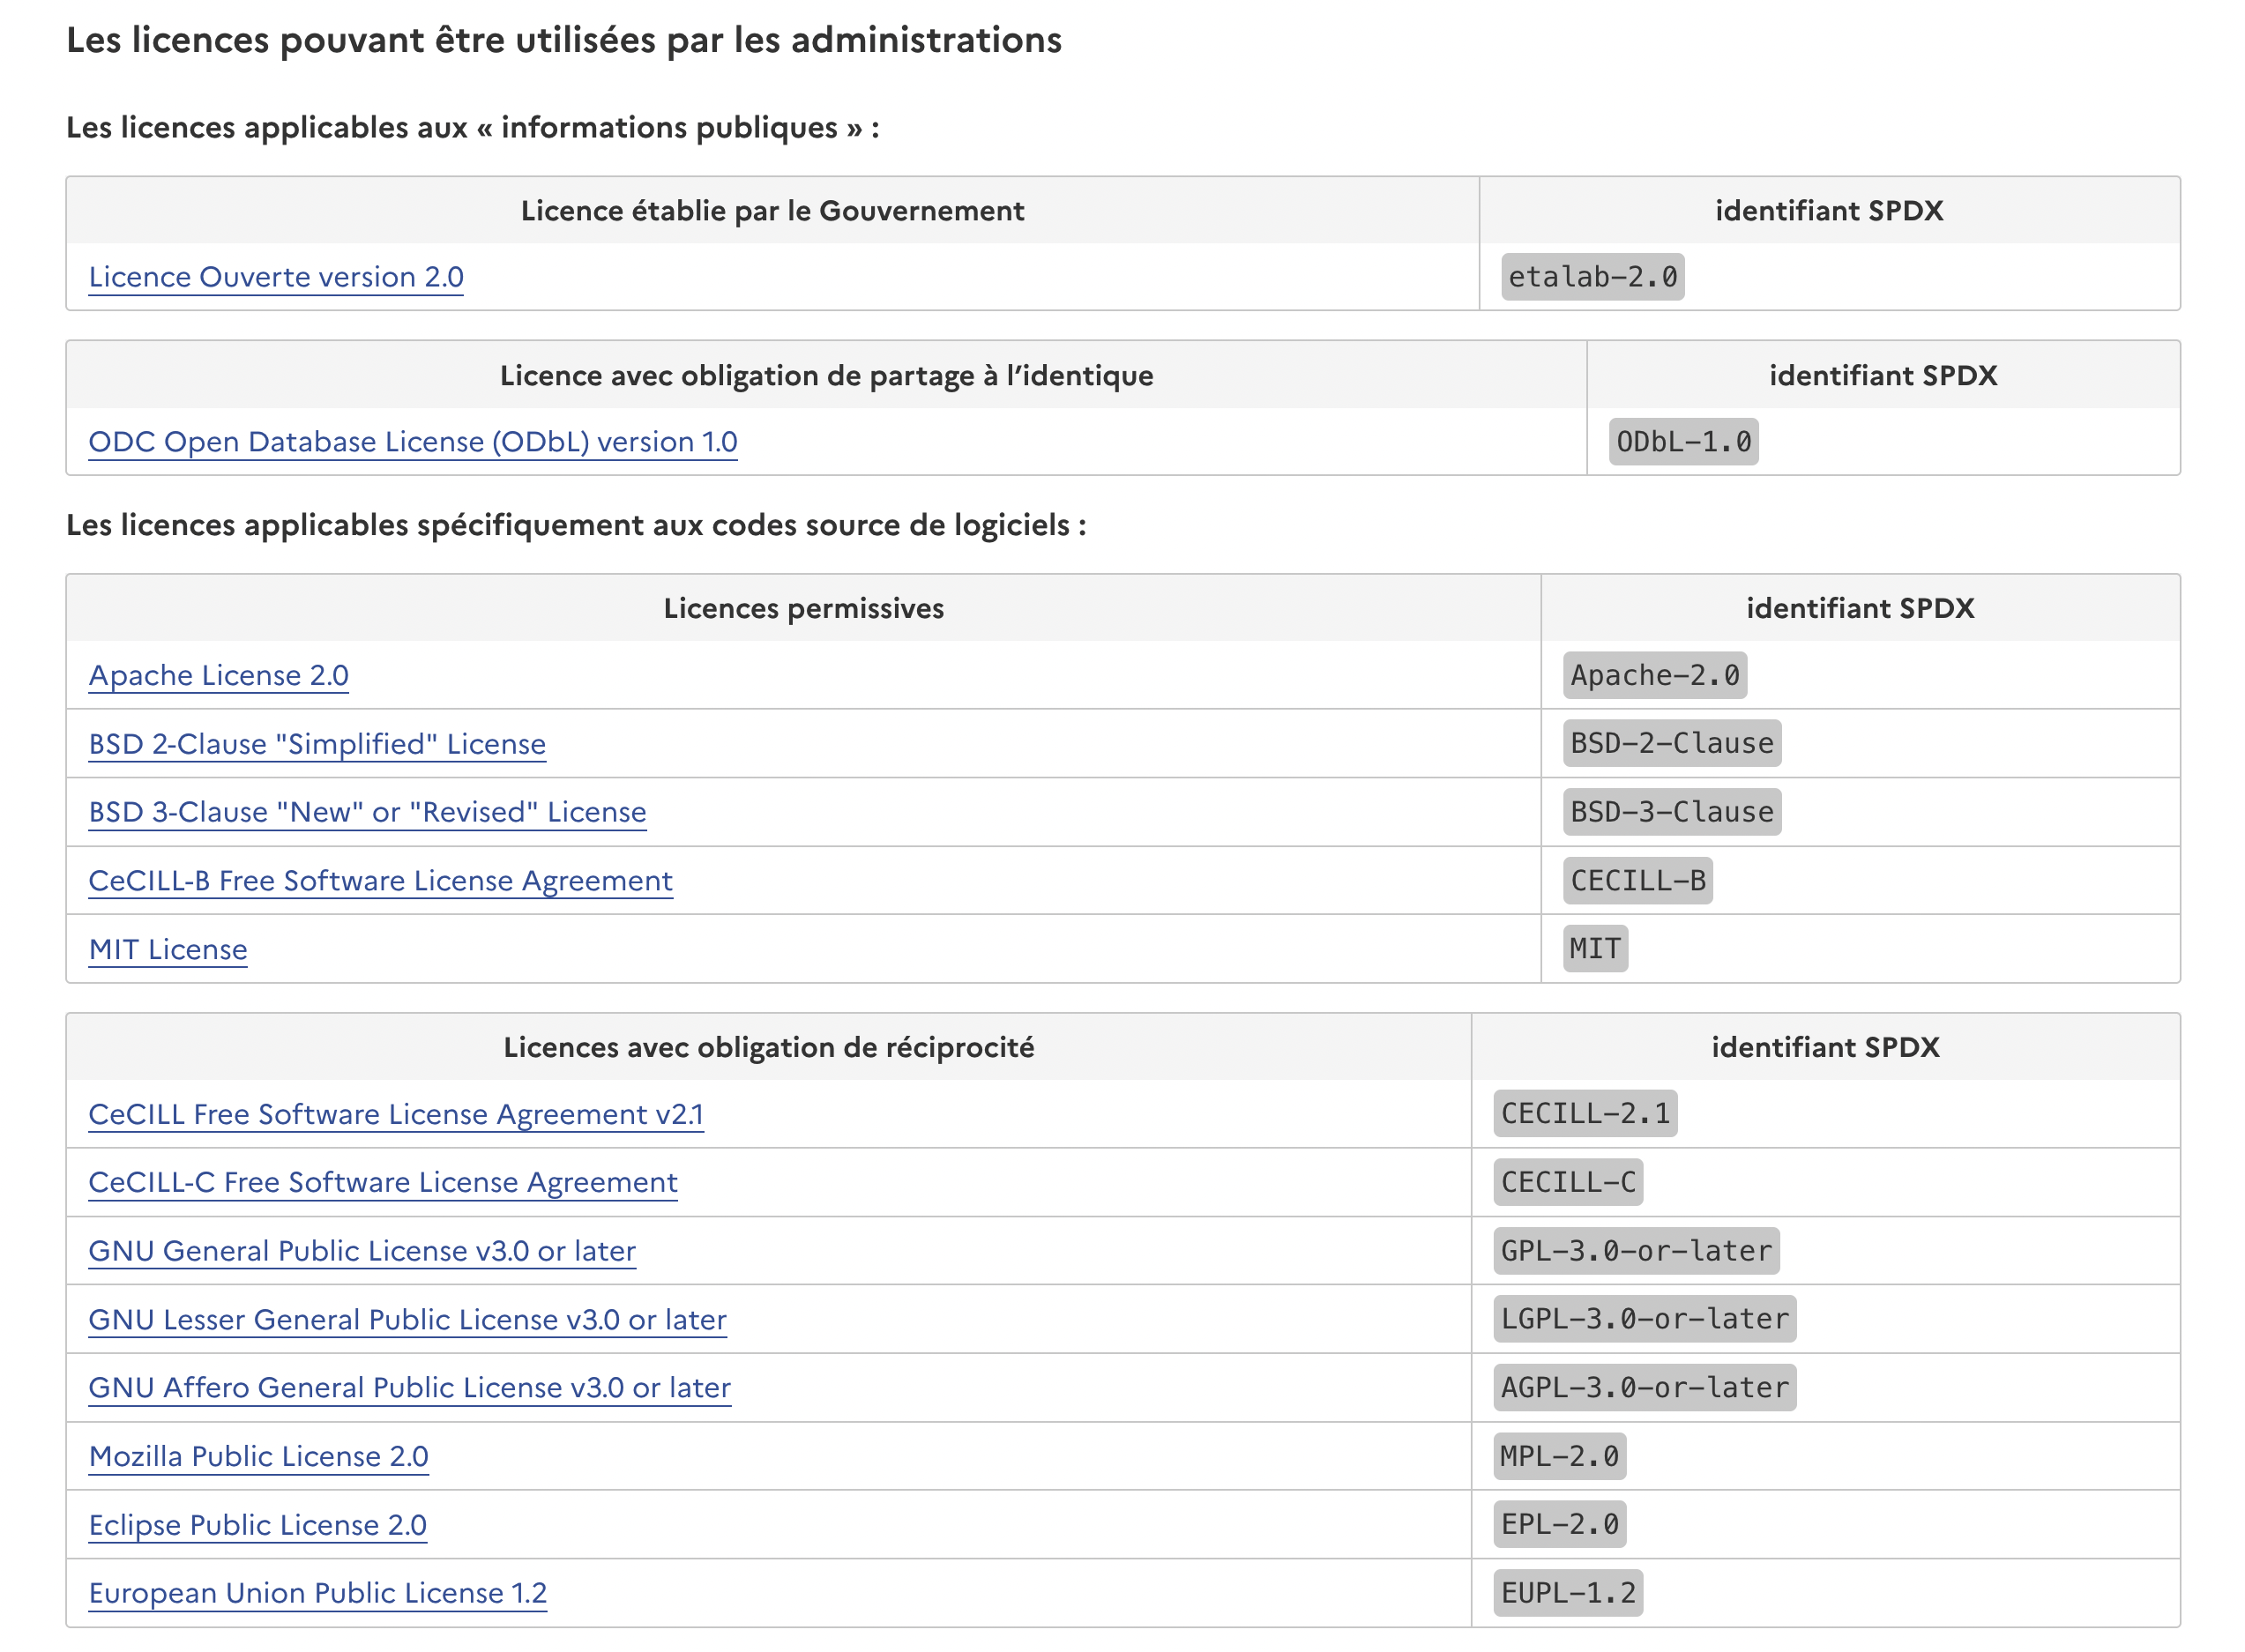 Les licences pouvant être utilisées par les administrations
Les licences applicables aux « informations publiques » :
Licence établie par le Gouvernement identifiant SPDX
Licence Ouverte version 2.0 etalab-2.0
Licence avec obligation de partage à l’identique identifiant SPDX
ODC Open Database License (ODbL) version 1.0 ODbL-1.0
Les licences applicables spécifiquement aux codes source de logiciels :
Licences permissives identifiant SPDX
Apache License 2.0 Apache-2.0
BSD 2-Clause "Simplified" License BSD-2-Clause
BSD 3-Clause "New" or "Revised" License BSD-3-Clause
CeCILL-B Free Software License Agreement CECILL-B
MIT License MIT
Licences avec obligation de réciprocité identifiant SPDX
CeCILL Free Software License Agreement v2.1 CECILL-2.1
CeCILL-C Free Software License Agreement CECILL-C
GNU General Public License v3.0 or later GPL-3.0-or-later
GNU Lesser General Public License v3.0 or later LGPL-3.0-or-later
GNU Affero General Public License v3.0 or later AGPL-3.0-or-later
Mozilla Public License 2.0 MPL-2.0
Eclipse Public License 2.0 EPL-2.0
European Union Public License 1.2 EUPL-1.2